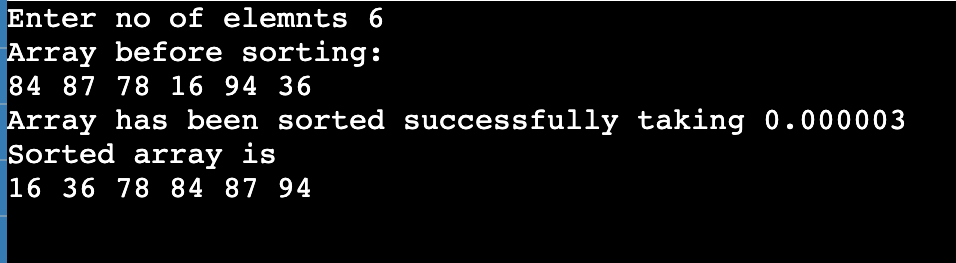 Enter no of elemnts 6
Array before sorting:
84 87 78 16 94 36
Array has been sorted successfully taking 0.000003
Sorted array is
16 36 78 84 87 94